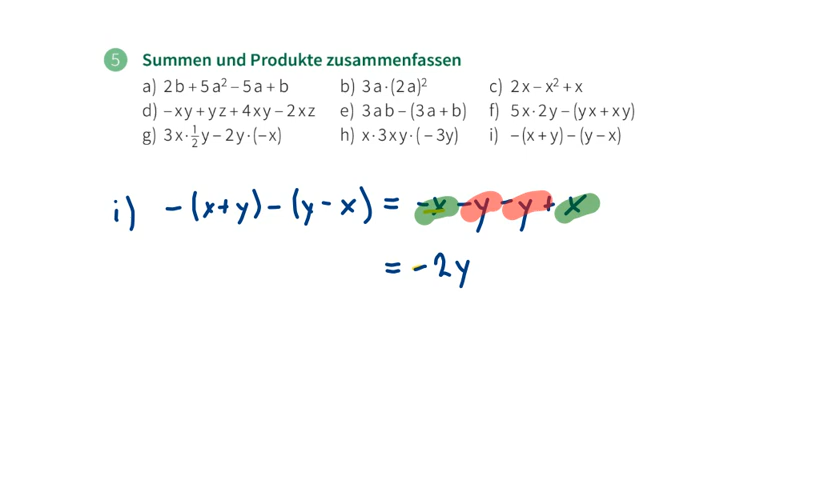 5 Summen und Produkte zusammenfassen
a) 2b + 5a² – 5a + b b) 3a · (2a)² c) 2x – x² + x
d) –xy + yz + 4xy – 2xz e) 3ab – (3a + b) f) 5x · 2y – (yx + xy)
g) 3x · ½y – 2y · (–x) h) x · 3xy · (– 3y) i) –(x + y) – (y – x)
i) -(x+y)-(y-x) = -x-y-y+x
= -2y